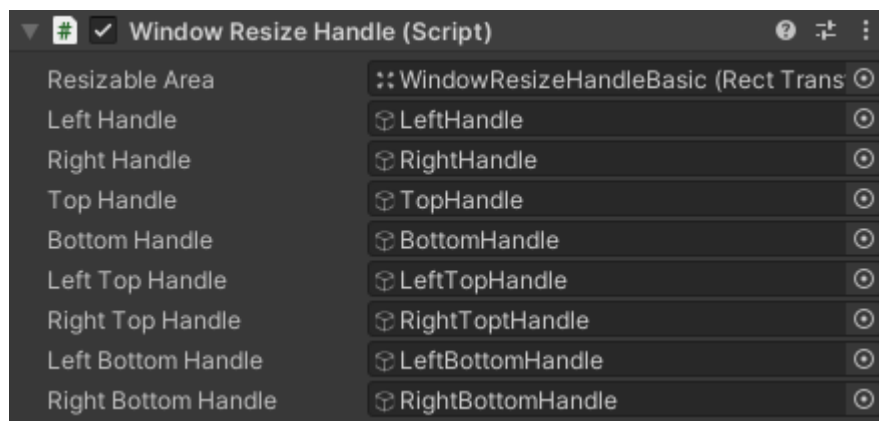 # Window Resize Handle (Script)
Resizable Area WindowResizeHandleBasic (Rect Trans
Left Handle LeftHandle
Right Handle RightHandle
Top Handle TopHandle
Bottom Handle BottomHandle
Left Top Handle LeftTopHandle
Right Top Handle RightToptHandle
Left Bottom Handle LeftBottomHandle
Right Bottom Handle RightBottomHandle